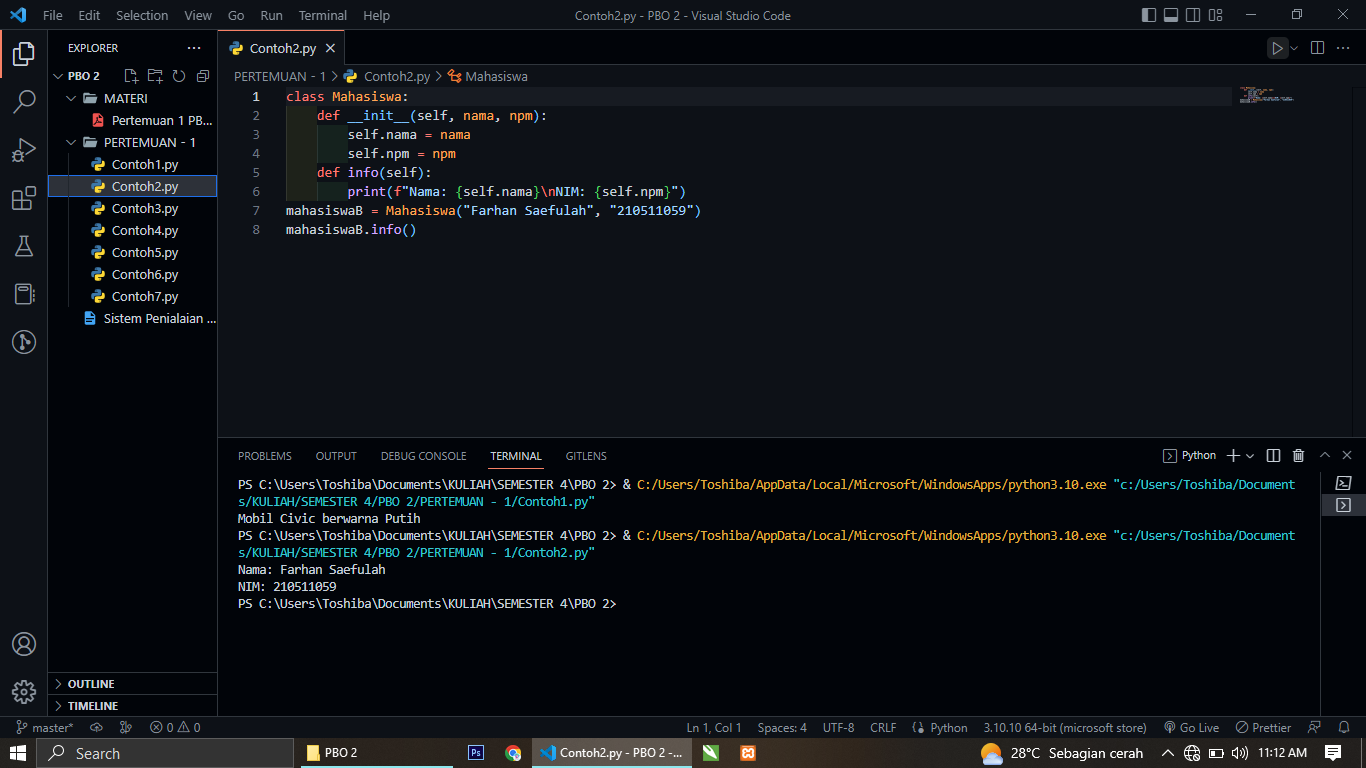 File Edit Selection View Go Run Terminal Help
Contoh2.py - PBO 2 - Visual Studio Code
EXPLORER
PBO 2
MATERI
Pertemuan 1 PB...
PERTEMUAN - 1
Contoh1.py
Contoh2.py
Contoh3.py
Contoh4.py
Contoh5.py
Contoh6.py
Contoh7.py
Sistem Penialaian ...
OUTLINE
TIMELINE
Contoh2.py
PERTEMUAN - 1 > Contoh2.py > Mahasiswa
1 class Mahasiswa:
2 def __init__(self, nama, npm):
3 self.nama = nama
4 self.npm = npm
5 def info(self):
6 print(f"Nama: {self.nama}\nNIM: {self.npm}")
7 mahasiswaB = Mahasiswa("Farhan Saefulah", "210511059")
8 mahasiswaB.info()
PROBLEMS OUTPUT DEBUG CONSOLE TERMINAL GITLENS
Python
PS C:\Users\Toshiba\Documents\KULIAH\SEMESTER 4\PBO 2> & C:/Users/Toshiba/AppData/Local/Microsoft/WindowsApps/python3.10.exe "c:/Users/Toshiba/Document
s/KULIAH/SEMESTER 4/PBO 2/PERTEMUAN - 1/Contoh1.py"
Mobil Civic berwarna Putih
PS C:\Users\Toshiba\Documents\KULIAH\SEMESTER 4\PBO 2> & C:/Users/Toshiba/AppData/Local/Microsoft/WindowsApps/python3.10.exe "c:/Users/Toshiba/Document
s/KULIAH/SEMESTER 4/PBO 2/PERTEMUAN - 1/Contoh2.py"
Nama: Farhan Saefulah
NIM: 210511059
PS C:\Users\Toshiba\Documents\KULIAH\SEMESTER 4\PBO 2>
master* 0 0 Ln 1, Col 1 Spaces: 4 UTF-8 CRLF Python 3.10.10 64-bit (microsoft store) Go Live Prettier
Search PBO 2 Ps Contoh2.py - PBO 2 -... 28°C Sebagian cerah 11:12 AM